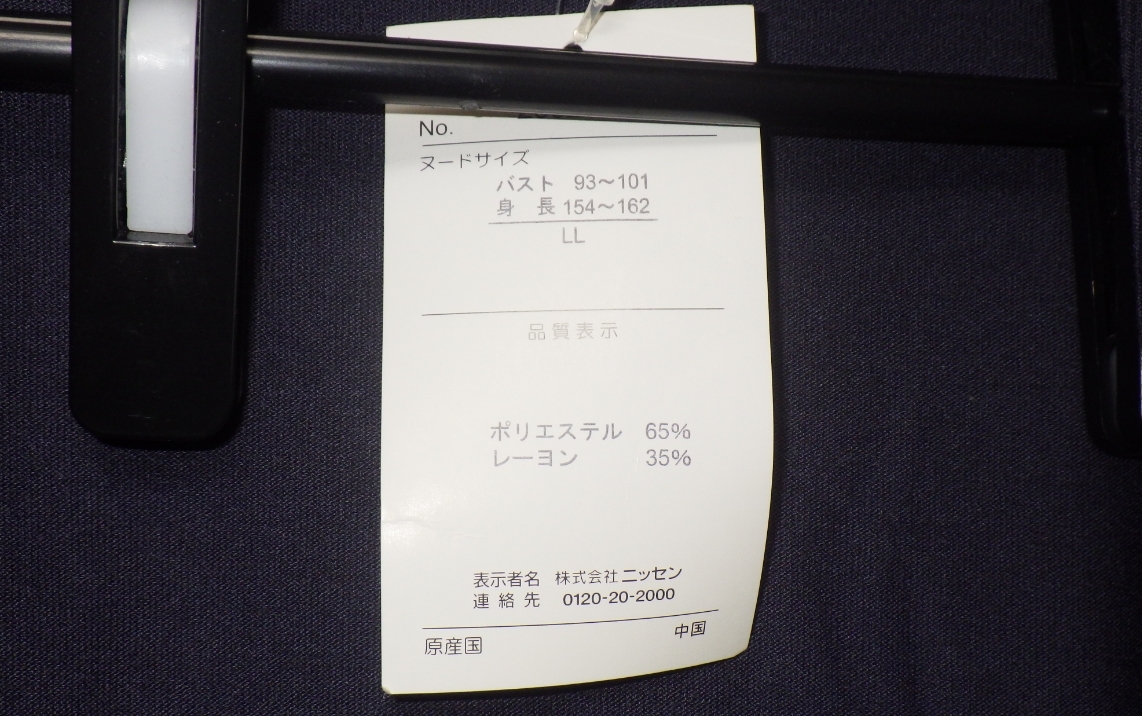 No.
ヌードサイズ
バスト 93～101
身 長 154～162
LL
品質表示
ポリエステル 65%
レーヨン 35%
表示者名 株式会社ニッセン
連絡先 0120-20-2000
原産国 中国